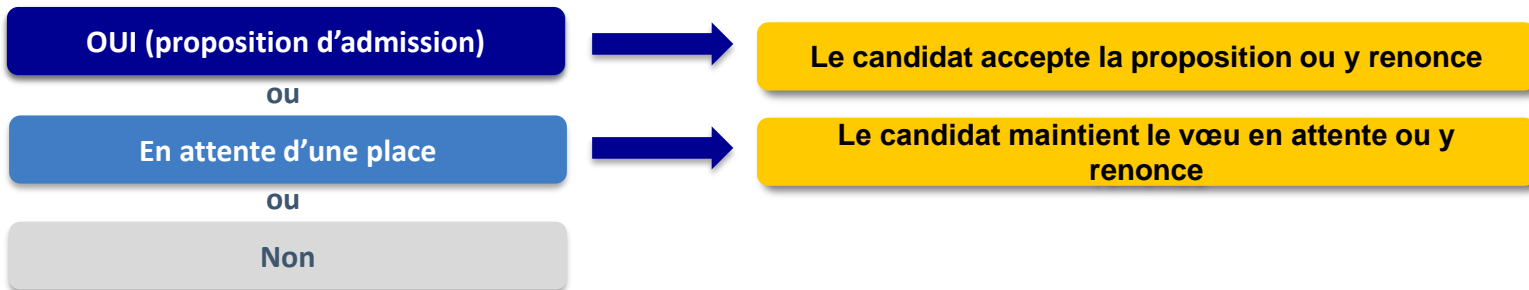 OUI (proposition d’admission)
Le candidat accepte la proposition ou y renonce
ou
En attente d’une place
Le candidat maintient le vœu en attente ou y
renonce
ou
Non